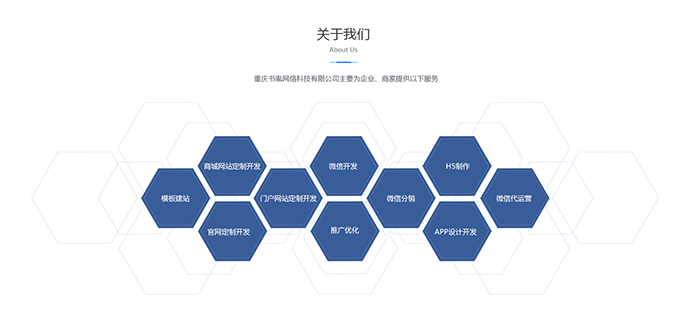 关于我们
About Us
重庆书胤网络科技有限公司主要为企业、商家提供以下服务
商城网站定制开发
微信开发
H5制作
模板建站
门户网站定制开发
微信分销
微信代运营
官网定制开发
推广优化
APP设计开发